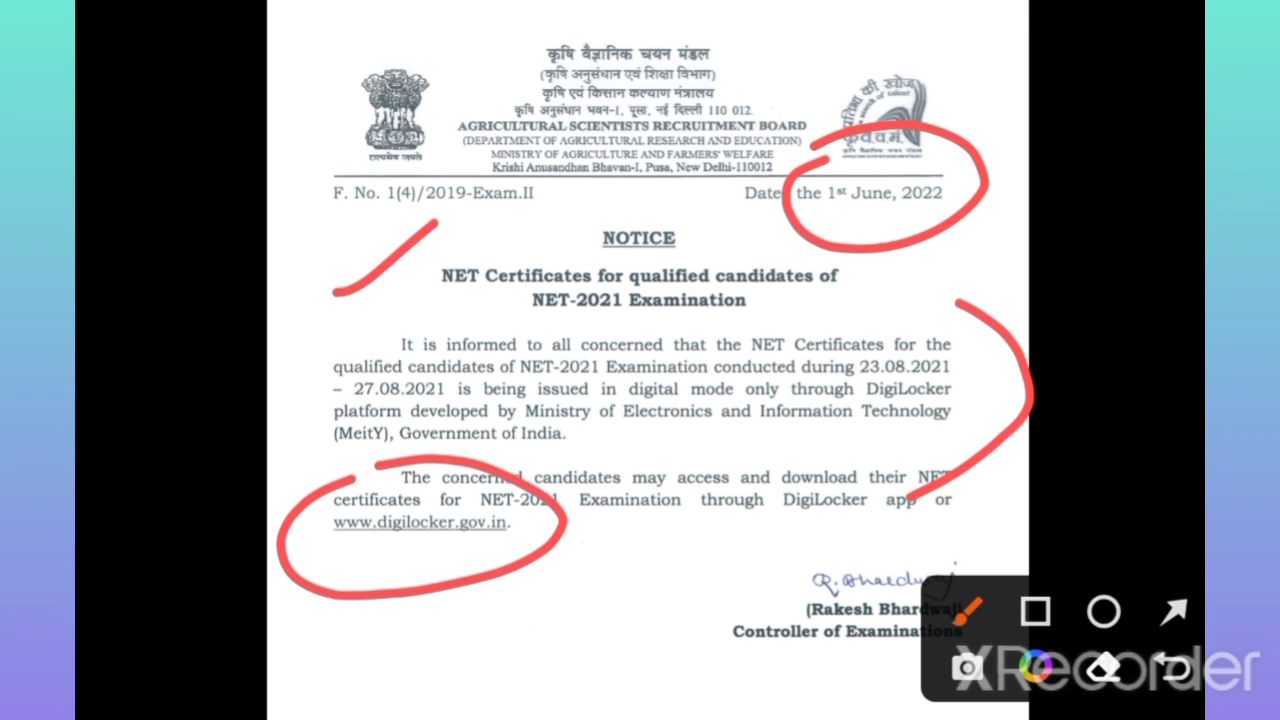 कृषि वैज्ञानिक चयन मंडल
(कृषि अनुसंधान एवं शिक्षा विभाग)
कृषि एवं किसान कल्याण मंत्रालय
कृषि अनुसंधान भवन-I, पूसा, नई दिल्ली 110 012
AGRICULTURAL SCIENTISTS RECRUITMENT BOARD
(DEPARTMENT OF AGRICULTURAL RESEARCH AND EDUCATION)
MINISTRY OF AGRICULTURE AND FARMERS' WELFARE
Krishi Anusandhan Bhavan-I, Pusa, New Delhi-110012
सत्यमेव जयते
की खोज
कृ.वै.च.मं.
कृषि वैज्ञानिक चयन मंडल
F. No. 1(4)/2019-Exam.II
Date the 1st June, 2022
NOTICE
NET Certificates for qualified candidates of
NET-2021 Examination
It is informed to all concerned that the NET Certificates for the
qualified candidates of NET-2021 Examination conducted during 23.08.2021
– 27.08.2021 is being issued in digital mode only through DigiLocker
platform developed by Ministry of Electronics and Information Technology
(MeitY), Government of India.
The concerned candidates may access and download their NET
certificates for NET-2021 Examination through DigiLocker app or
www.digilocker.gov.in.
R. Bhardwaj
(Rakesh Bhardwaj)
Controller of Examinations
XRecorder